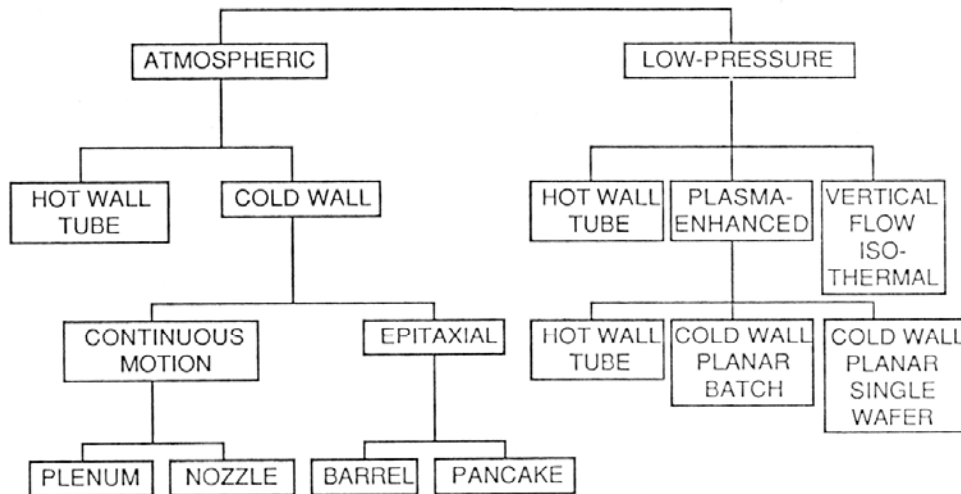 ATMOSPHERIC
LOW-PRESSURE
HOT WALL
TUBE
COLD WALL
HOT WALL
TUBE
PLASMA-
ENHANCED
VERTICAL
FLOW
ISO-
THERMAL
CONTINUOUS
MOTION
EPITAXIAL
HOT WALL
TUBE
COLD WALL
PLANAR
BATCH
COLD WALL
PLANAR
SINGLE
WAFER
PLENUM
NOZZLE
BARREL
PANCAKE